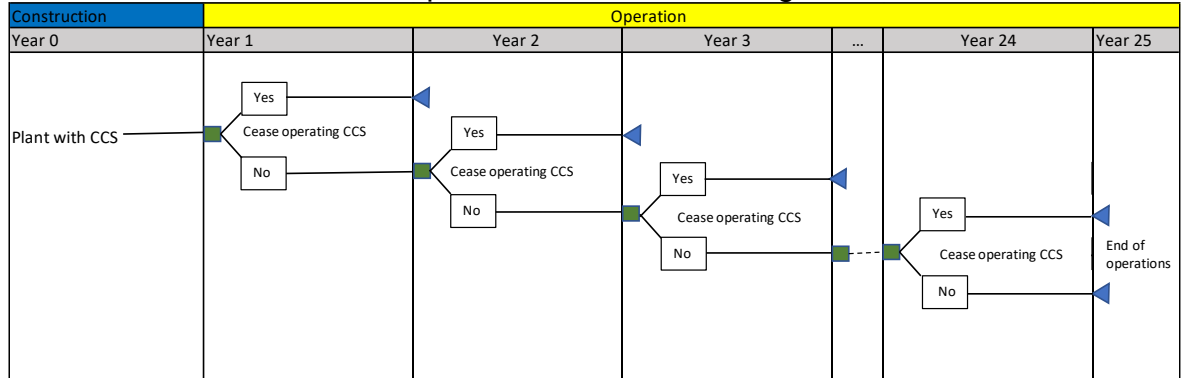 Construction
Operation
Year 0
Year 1
Year 2
Year 3
...
Year 24
Year 25
Plant with CCS
Yes
Cease operating CCS
No
Yes
Cease operating CCS
No
Yes
Cease operating CCS
No
Yes
Cease operating CCS
No
End of
operations